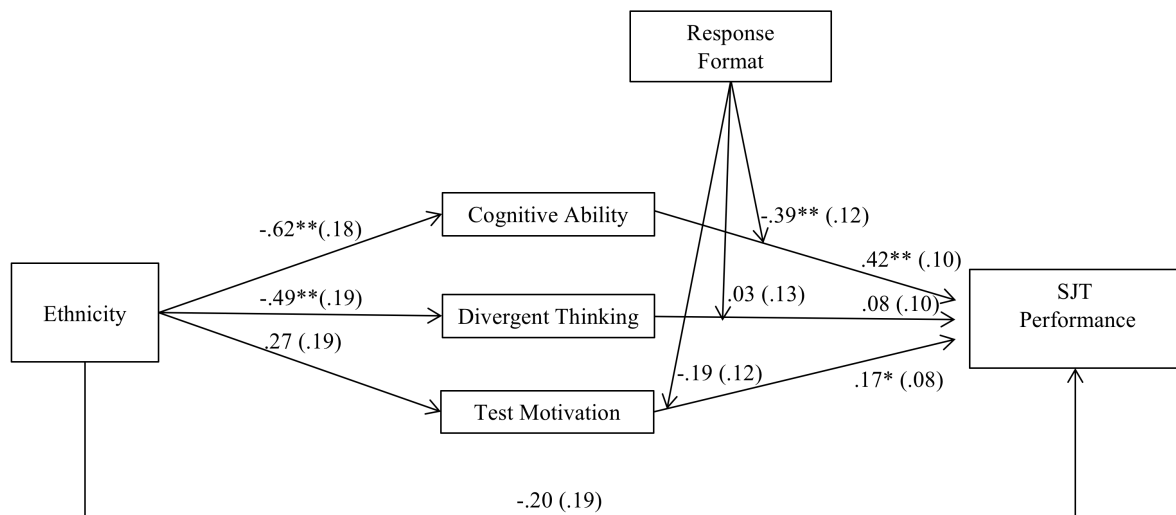 Response
Format
Cognitive Ability
-.62**(.18)
-.39** (.12)
.42** (.10)
Ethnicity
-.49**(.19)
Divergent Thinking
.03 (.13)
.08 (.10)
SJT
Performance
.27 (.19)
-.19 (.12)
.17* (.08)
Test Motivation
-.20 (.19)